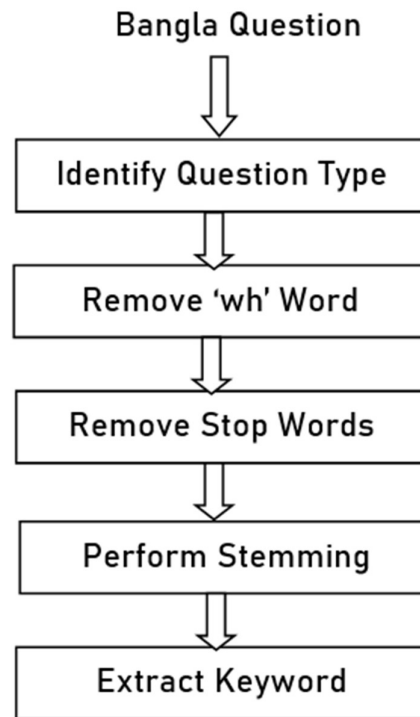 Bangla Question
Identify Question Type
Remove ‘wh’ Word
Remove Stop Words
Perform Stemming
Extract Keyword